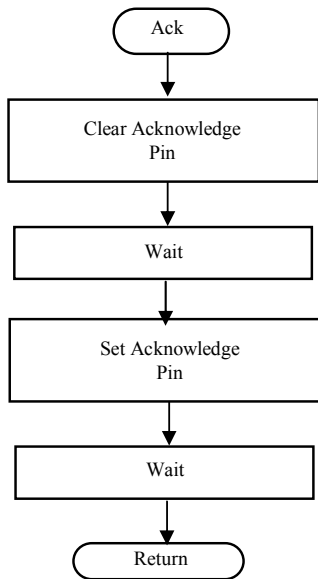 Ack
Clear Acknowledge
Pin
Wait
Set Acknowledge
Pin
Wait
Return